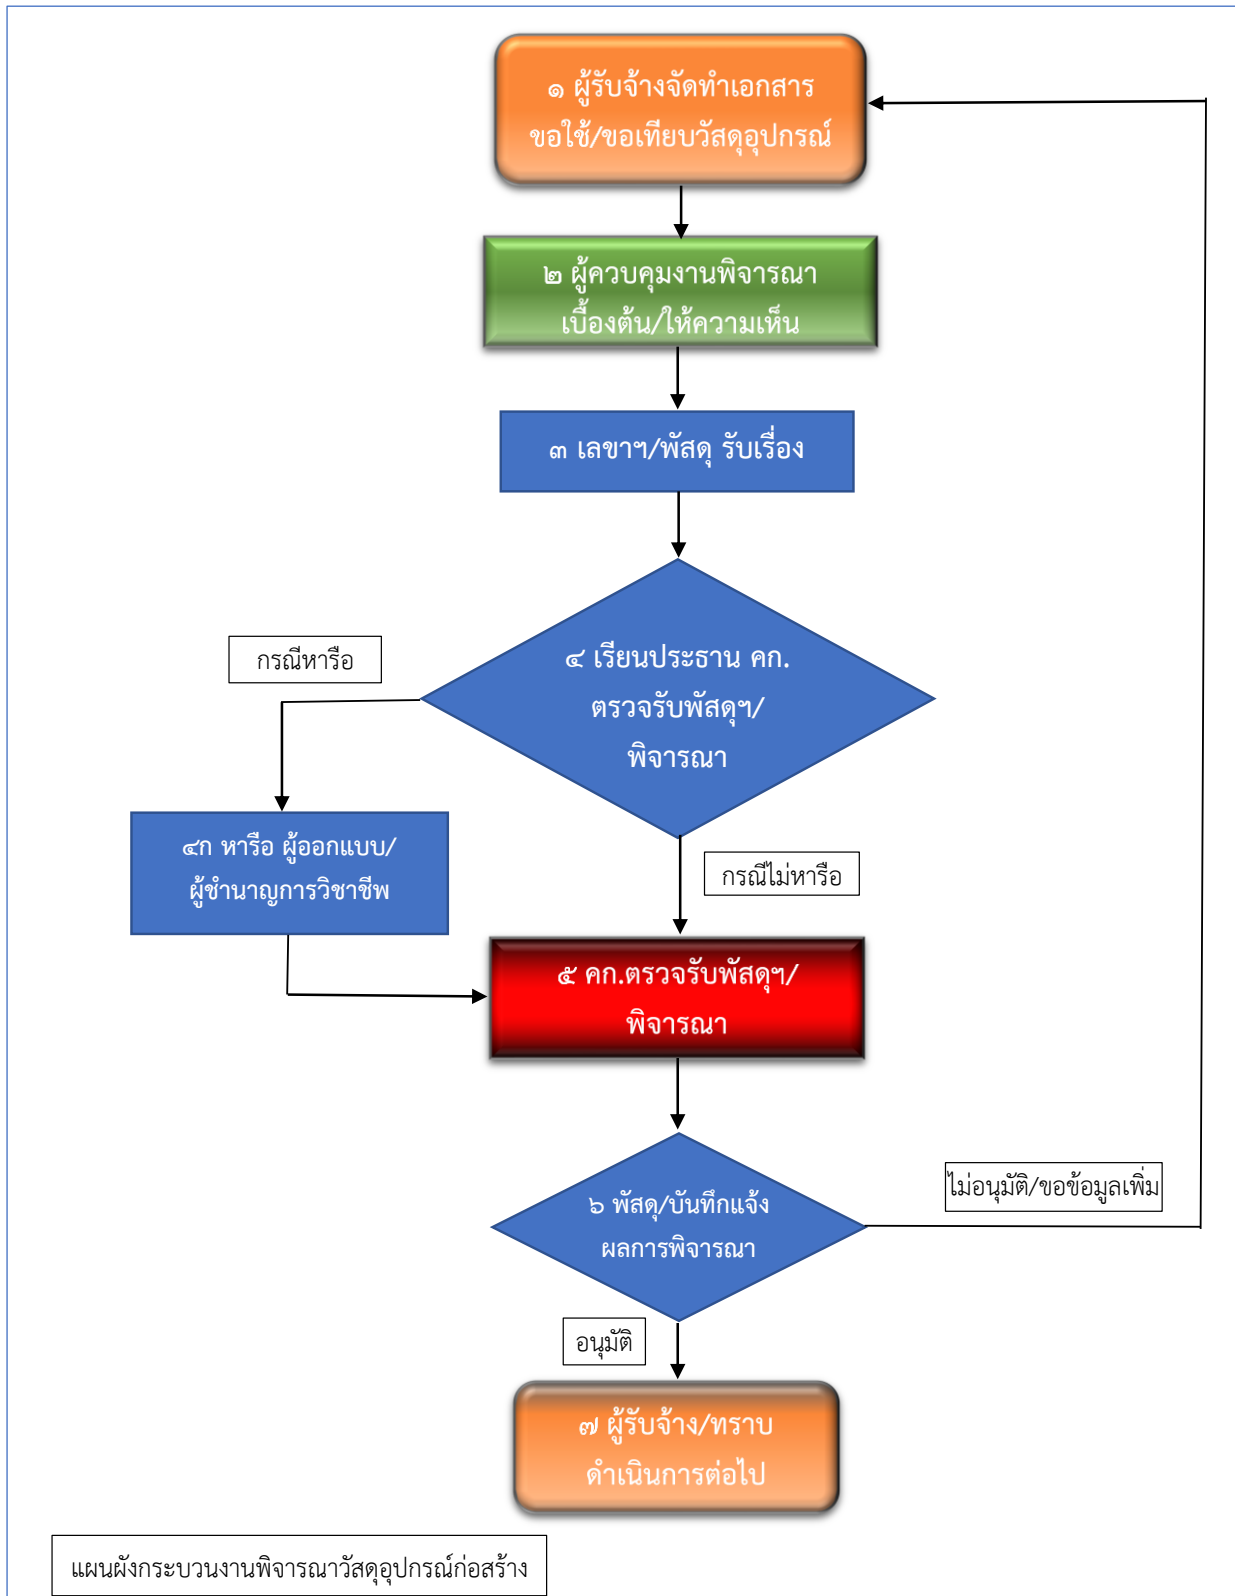 ๑ ผู้รับจ้างจัดทำเอกสาร
ขอใช้/ขอเทียบวัสดุอุปกรณ์
๒ ผู้ควบคุมงานพิจารณา
เบื้องต้น/ให้ความเห็น
๓ เลขาฯ/พัสดุ รับเรื่อง
กรณีหารือ
๔ เรียนประธาน คก.
ตรวจรับพัสดุฯ/
พิจารณา
๔ก หารือ ผู้ออกแบบ/
ผู้ชำนาญการวิชาชีพ
กรณีไม่หารือ
๕ คก.ตรวจรับพัสดุฯ/
พิจารณา
ไม่อนุมัติ/ขอข้อมูลเพิ่ม
๖ พัสดุ/บันทึกแจ้ง
ผลการพิจารณา
อนุมัติ
๗ ผู้รับจ้าง/ทราบ
ดำเนินการต่อไป
แผนผังกระบวนงานพิจารณาวัสดุอุปกรณ์ก่อสร้าง